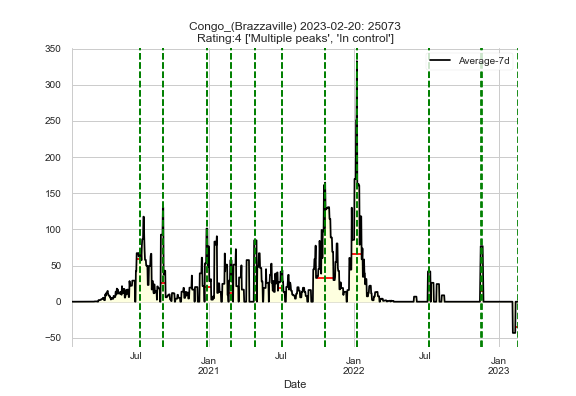 Congo_(Brazzaville) 2023-02-20: 25073
Rating:4 ['Multiple peaks', 'In control']
350
Average-7d
300
250
200
150
100
50
0
−50
Jul
Jan
2021
Jul
Jan
2022
Jul
Jan
2023
Date